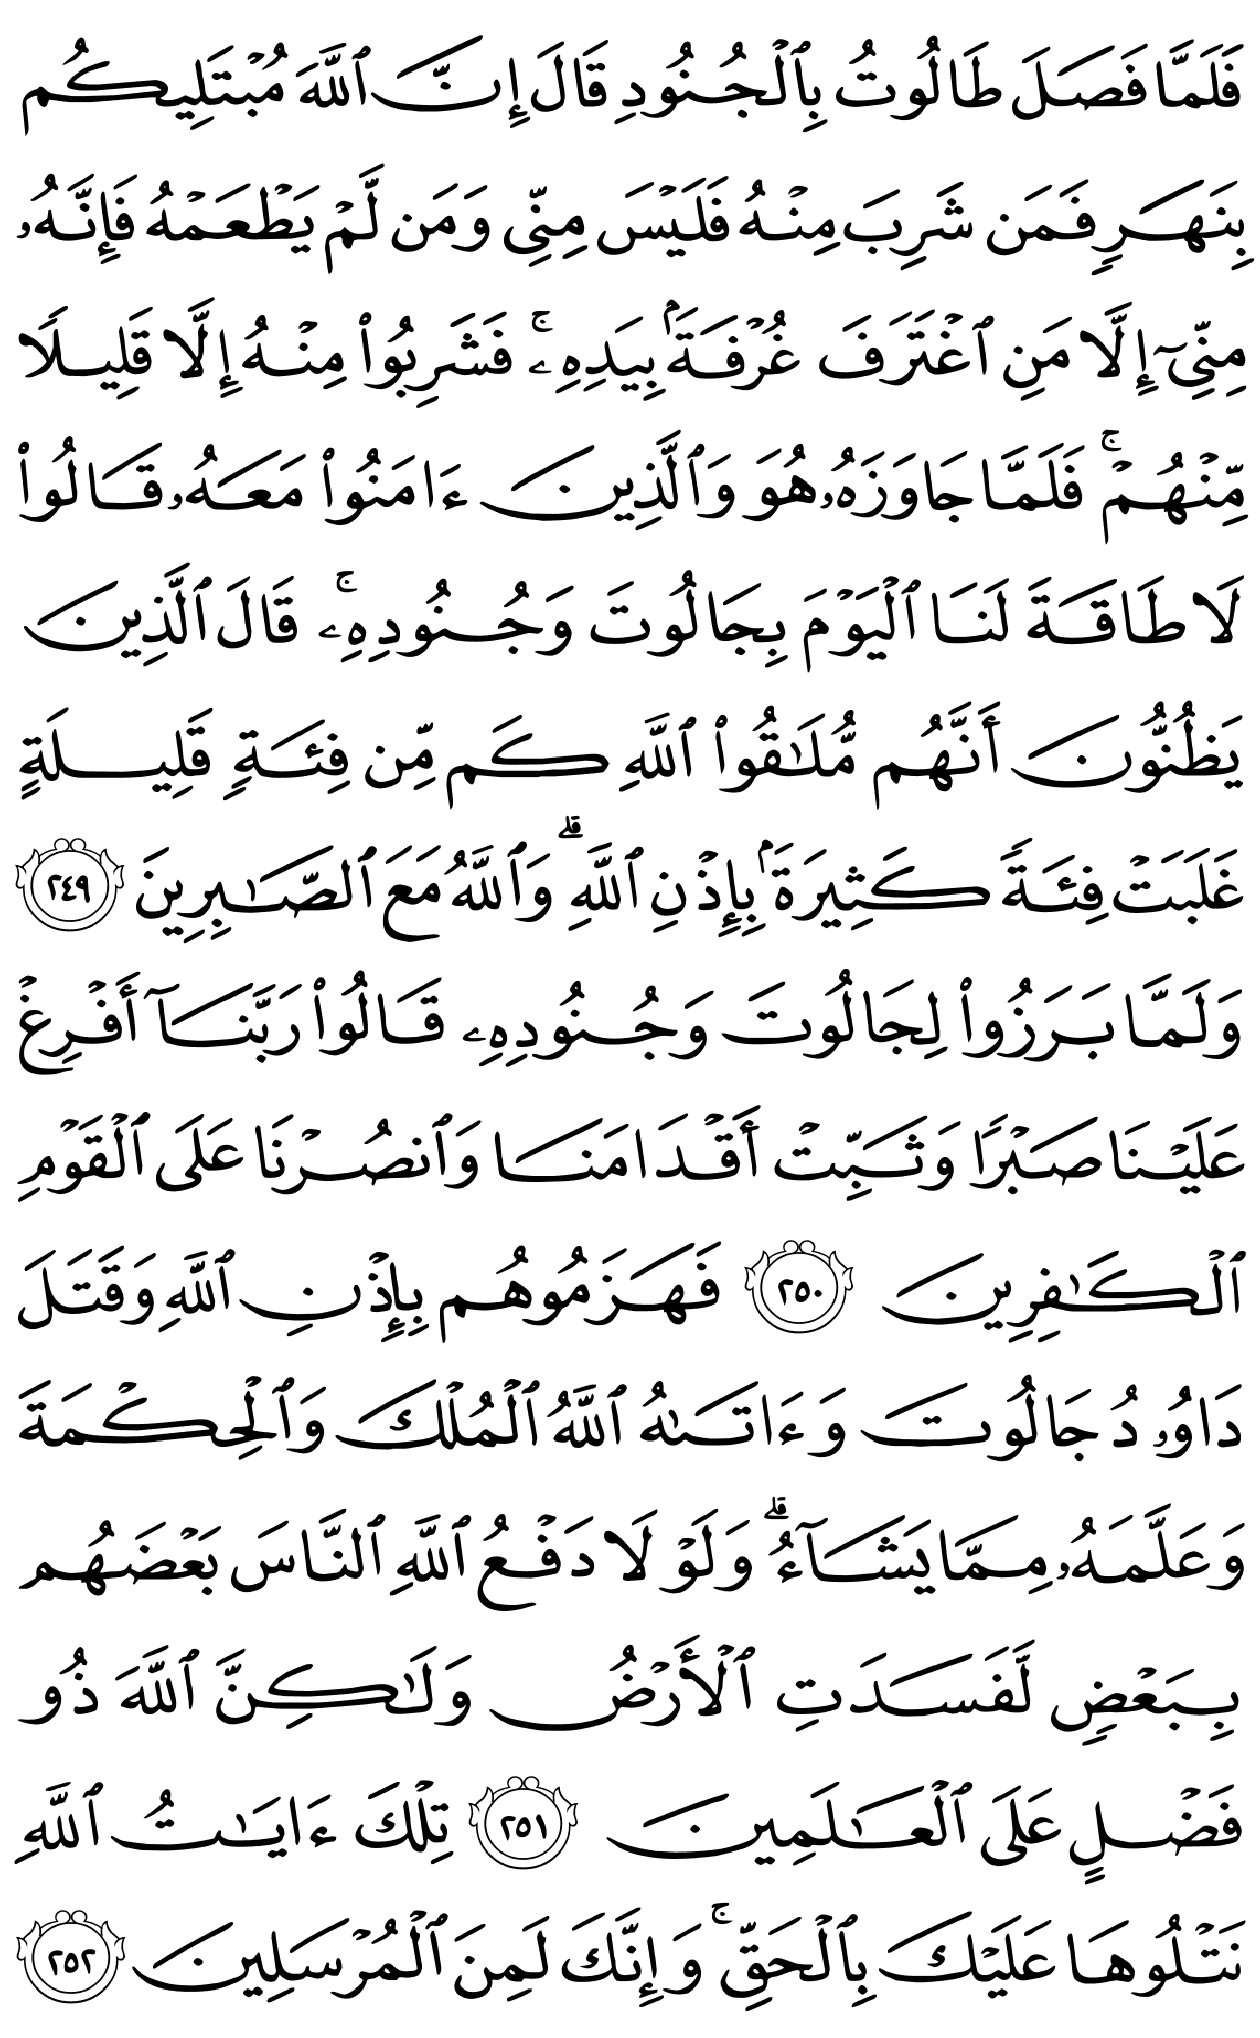 فَلَمَّا فَصَلَ طَالُوتُ بِٱلْجُنُودِ قَالَ إِنَّ ٱللَّهَ مُبْتَلِيكُم
بِنَهَرٍ فَمَن شَرِبَ مِنْهُ فَلَيْسَ مِنِّى وَمَن لَّمْ يَطْعَمْهُ فَإِنَّهُۥ
مِنِّىٓ إِلَّا مَنِ ٱغْتَرَفَ غُرْفَةَۢ بِيَدِهِۦ ۚ فَشَرِبُوا۟ مِنْهُ إِلَّا قَلِيلًا
مِّنْهُمْ ۚ فَلَمَّا جَاوَزَهُۥ هُوَ وَٱلَّذِينَ ءَامَنُوا۟ مَعَهُۥ قَالُوا۟
لَا طَاقَةَ لَنَا ٱلْيَوْمَ بِجَالُوتَ وَجُنُودِهِۦ ۚ قَالَ ٱلَّذِينَ
يَظُنُّونَ أَنَّهُم مُّلَٰقُوا۟ ٱللَّهِ كَم مِّن فِئَةٍ قَلِيلَةٍ
غَلَبَتْ فِئَةً كَثِيرَةَۢ بِإِذْنِ ٱللَّهِ ۗ وَٱللَّهُ مَعَ ٱلصَّٰبِرِينَ ٢٤٩
وَلَمَّا بَرَزُوا۟ لِجَالُوتَ وَجُنُودِهِۦ قَالُوا۟ رَبَّنَآ أَفْرِغْ
عَلَيْنَا صَبْرًا وَثَبِّتْ أَقْدَامَنَا وَٱنصُرْنَا عَلَى ٱلْقَوْمِ
ٱلْكَٰفِرِينَ ٢٥٠ فَهَزَمُوهُم بِإِذْنِ ٱللَّهِ وَقَتَلَ
دَاوُۥدُ جَالُوتَ وَءَاتَىٰهُ ٱللَّهُ ٱلْمُلْكَ وَٱلْحِكْمَةَ
وَعَلَّمَهُۥ مِمَّا يَشَآءُ ۗ وَلَوْلَا دَفْعُ ٱللَّهِ ٱلنَّاسَ بَعْضَهُم
بِبَعْضٍ لَّفَسَدَتِ ٱلْأَرْضُ وَلَٰكِنَّ ٱللَّهَ ذُو
فَضْلٍ عَلَى ٱلْعَٰلَمِينَ ٢٥١ تِلْكَ ءَايَٰتُ ٱللَّهِ
نَتْلُوهَا عَلَيْكَ بِٱلْحَقِّ ۚ وَإِنَّكَ لَمِنَ ٱلْمُرْسَلِينَ ٢٥٢